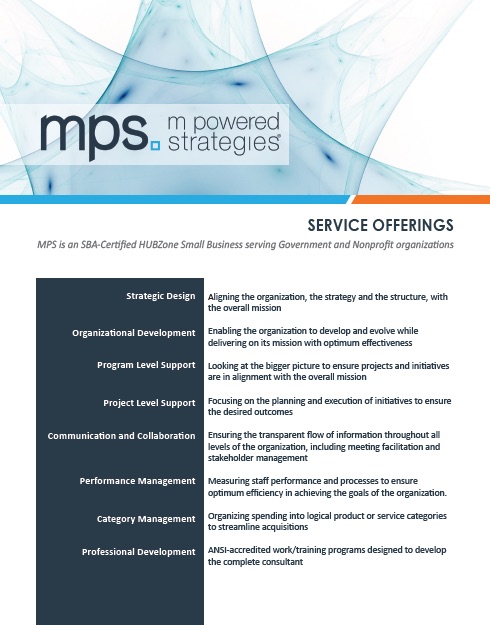 mps. m powered
strategies®
SERVICE OFFERINGS
MPS is an SBA-Certified HUBZone Small Business serving Government and Nonprofit organizations
Strategic Design
Aligning the organization, the strategy and the structure, with
the overall mission
Organizational Development
Enabling the organization to develop and evolve while
delivering on its mission with optimum effectiveness
Program Level Support
Looking at the bigger picture to ensure projects and initiatives
are in alignment with the overall mission
Project Level Support
Focusing on the planning and execution of initiatives to ensure
the desired outcomes
Communication and Collaboration
Ensuring the transparent flow of information throughout all
levels of the organization, including meeting facilitation and
stakeholder management
Performance Management
Measuring staff performance and processes to ensure
optimum efficiency in achieving the goals of the organization.
Category Management
Organizing spending into logical product or service categories
to streamline acquisitions
Professional Development
ANSI-accredited work/training programs designed to develop
the complete consultant